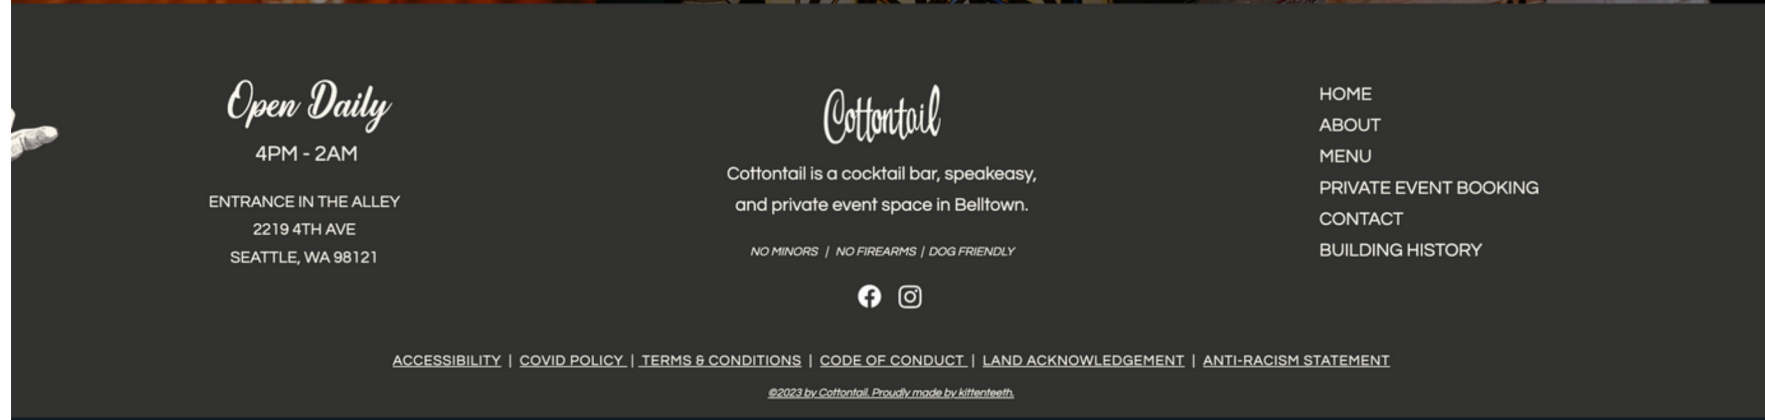 Open Daily
4PM - 2AM
ENTRANCE IN THE ALLEY
2219 4TH AVE
SEATTLE, WA 98121
Cottontail
Cottontail is a cocktail bar, speakeasy,
and private event space in Belltown.
NO MINORS | NO FIREARMS | DOG FRIENDLY
HOME
ABOUT
MENU
PRIVATE EVENT BOOKING
CONTACT
BUILDING HISTORY
ACCESSIBILITY | COVID POLICY | TERMS & CONDITIONS | CODE OF CONDUCT | LAND ACKNOWLEDGEMENT | ANTI-RACISM STATEMENT
©2023 by Cottontail. Proudly made by kittenteeth.